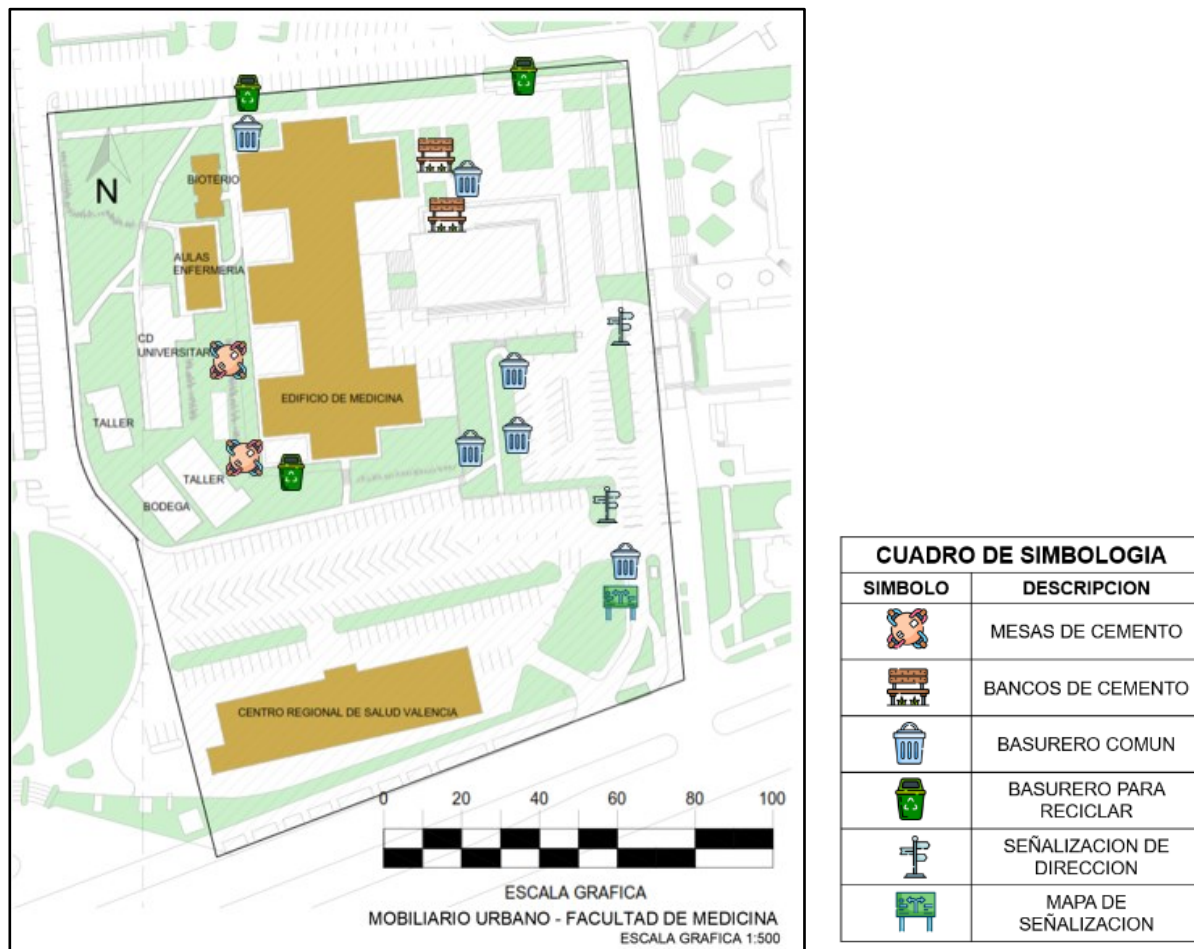 N
BIOTERIO
AULAS
ENFERMERIA
CD
UNIVERSITAR
TALLER
EDIFICIO DE MEDICINA
TALLER
BODEGA
CENTRO REGIONAL DE SALUD VALENCIA
0 20 40 60 80 100
ESCALA GRAFICA
MOBILIARIO URBANO - FACULTAD DE MEDICINA
ESCALA GRAFICA 1:500
CUADRO DE SIMBOLOGIA
SIMBOLO DESCRIPCION
MESAS DE CEMENTO
BANCOS DE CEMENTO
BASURERO COMUN
BASURERO PARA
RECICLAR
SEÑALIZACION DE
DIRECCION
MAPA DE
SEÑALIZACION